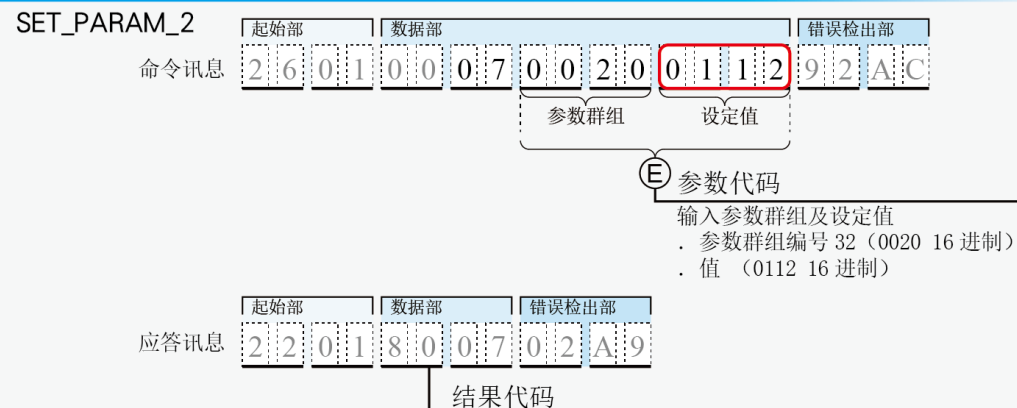 SET_PARAM_2
起始部 数据部 错误检出部
命令讯息 2 6 0 1 0 0 0 7 0 0 2 0 0 1 1 2 9 2 A C
参数群组 设定值
E 参数代码
输入参数群组及设定值
. 参数群组编号 32（0020 16 进制）
. 值 （0112 16 进制）
起始部 数据部 错误检出部
应答讯息 2 2 0 1 8 0 0 7 0 2 A 9
结果代码